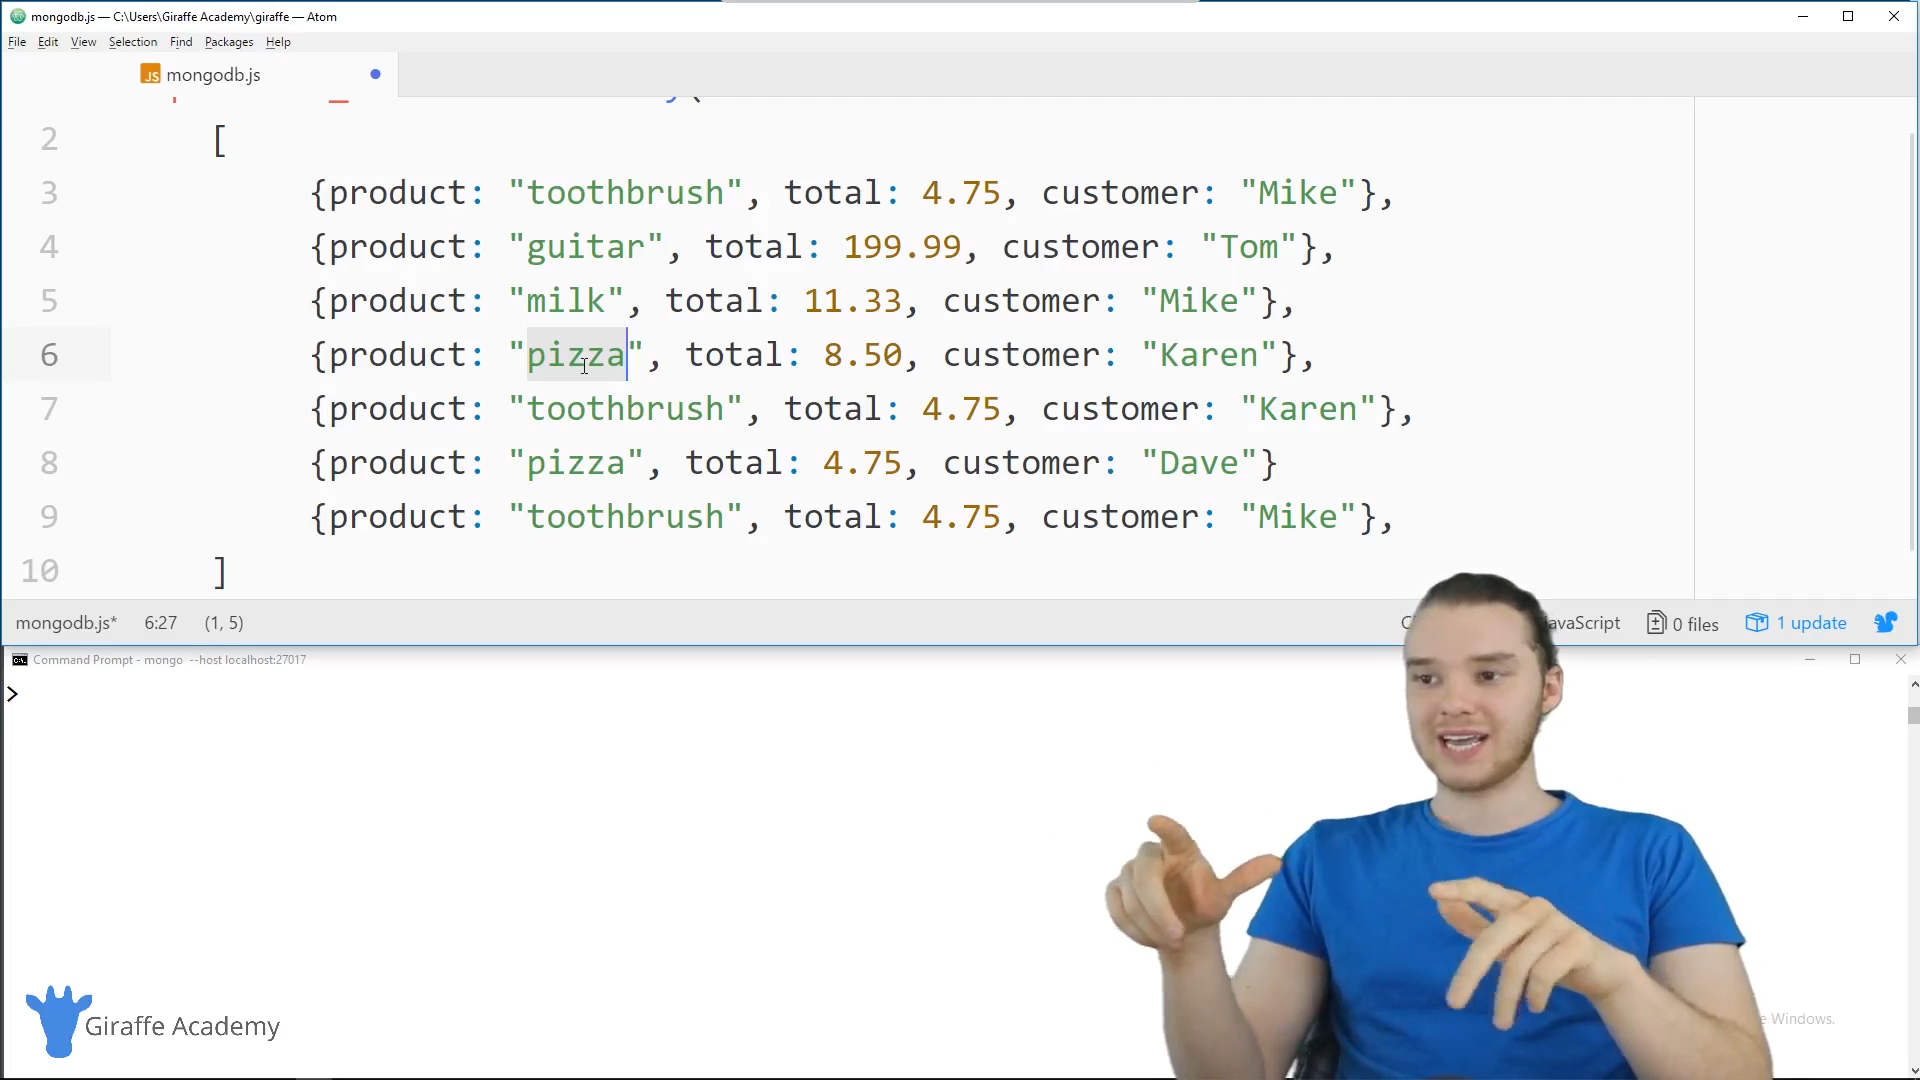 mongodb.js — C:\Users\Giraffe Academy\giraffe — Atom
File Edit View Selection Find Packages Help
JS mongodb.js
2 [
3 {product: "toothbrush", total: 4.75, customer: "Mike"},
4 {product: "guitar", total: 199.99, customer: "Tom"},
5 {product: "milk", total: 11.33, customer: "Mike"},
6 {product: "pizza", total: 8.50, customer: "Karen"},
7 {product: "toothbrush", total: 4.75, customer: "Karen"},
8 {product: "pizza", total: 4.75, customer: "Dave"}
9 {product: "toothbrush", total: 4.75, customer: "Mike"},
10 ]
mongodb.js* 6:27 (1, 5) 0 files 1 update
Command Prompt - mongo --host localhost:27017
>
Giraffe Academy
Windows.